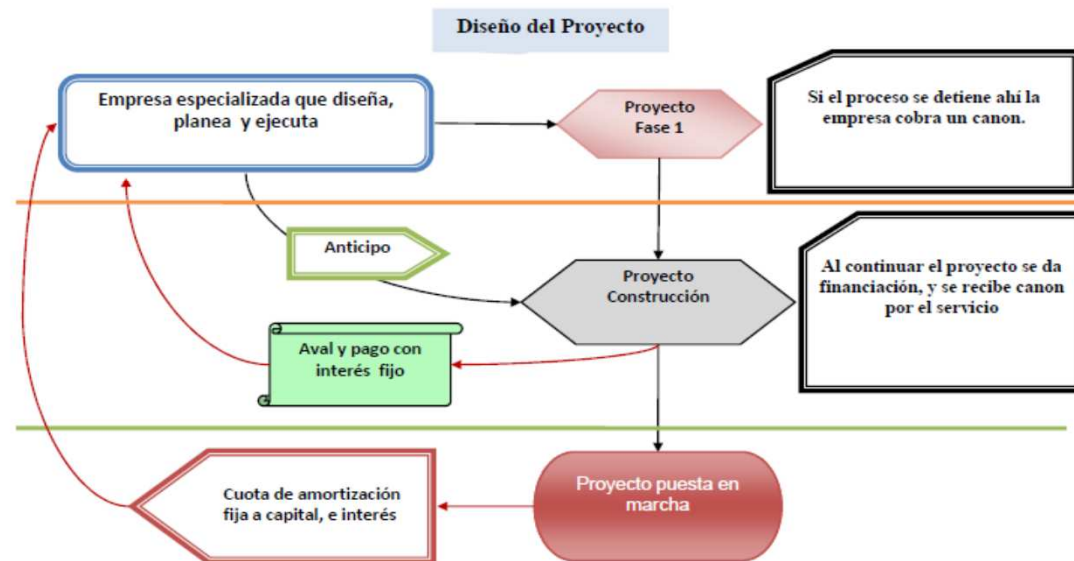 Diseño del Proyecto
Empresa especializada que diseña,
planea y ejecuta
Proyecto
Fase 1
Si el proceso se detiene ahí la
empresa cobra un canon.
Anticipo
Proyecto
Construcción
Al continuar el proyecto se da
financiación, y se recibe canon
por el servicio
Aval y pago con
interés fijo
Cuota de amortización
fija a capital, e interés
Proyecto puesta en
marcha